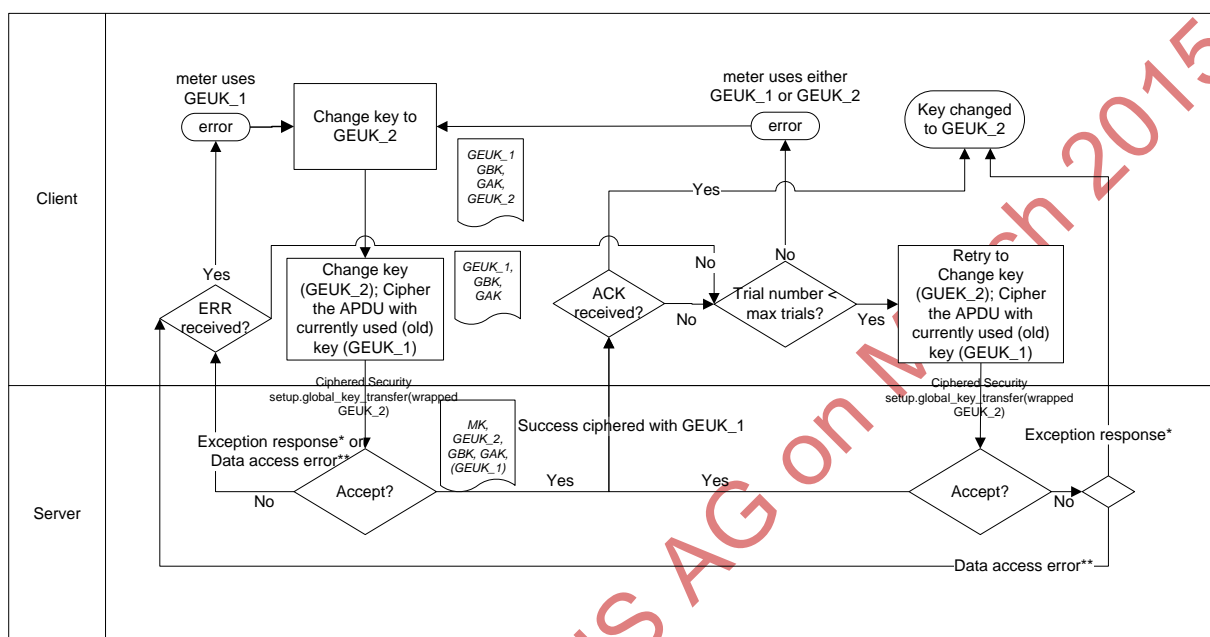 meter uses
GEUK_1
error
Change key to
GEUK_2
GEUK_1
GBK,
GAK,
GEUK_2
meter uses either
GEUK_1 or GEUK_2
error
Key changed
to GEUK_2
Client
Yes
ERR
received?
Change key
(GEUK_2); Cipher
the APDU with
currently used (old)
key (GEUK_1)
GEUK_1,
GBK,
GAK
Yes
ACK
received?
No
No
No
Trial number <
max trials?
Yes
Retry to
Change key
(GUEK_2); Cipher
the APDU with
currently used (old)
key (GEUK_1)
Ciphered Security
setup.global_key_transfer(wrapped
GEUK_2)
Ciphered Security
setup.global_key_transfer(wrapped
GEUK_2)
Exception response* or
Data access error**
MK,
GEUK_2,
GBK, GAK,
(GEUK_1)
Success ciphered with GEUK_1
Exception response*
Server
No
Accept?
Yes
Yes
Accept?
No
Data access error**
IS AG on March 2015